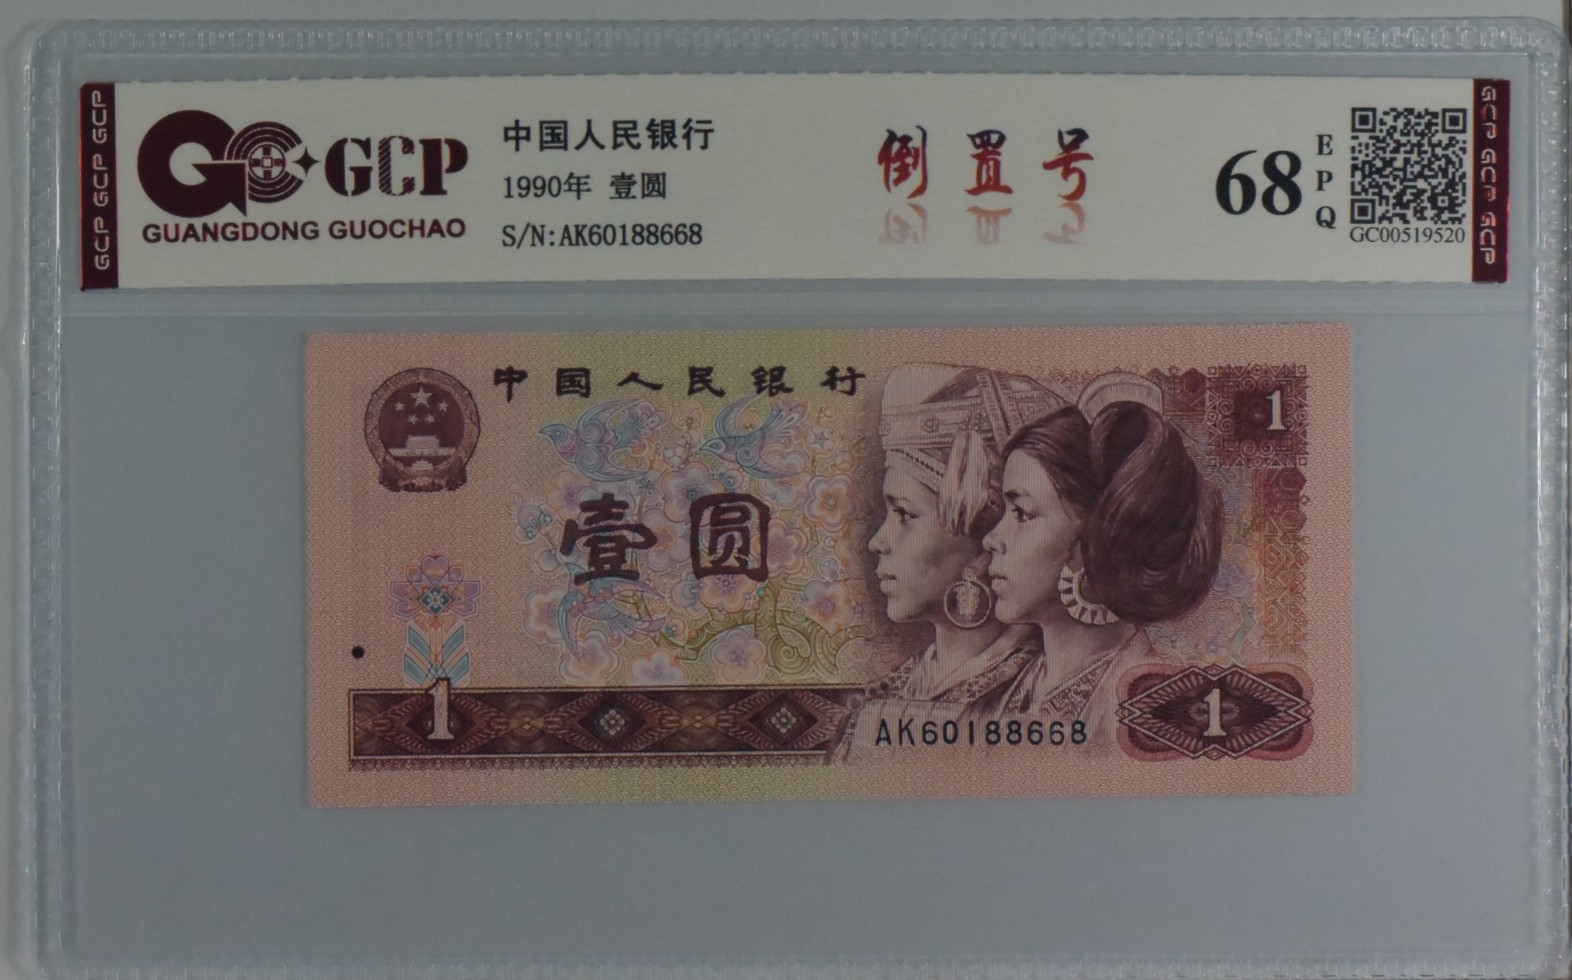 GCP GCP GCP
GCP
GUANGDONG GUOCHAO
中国人民银行
1990年 壹圆
S/N:AK60188668
倒置号
68
EPQ
GC00519520
GCP GCP GCP
中国人民银行
1
壹圆
1
AK60188668
1